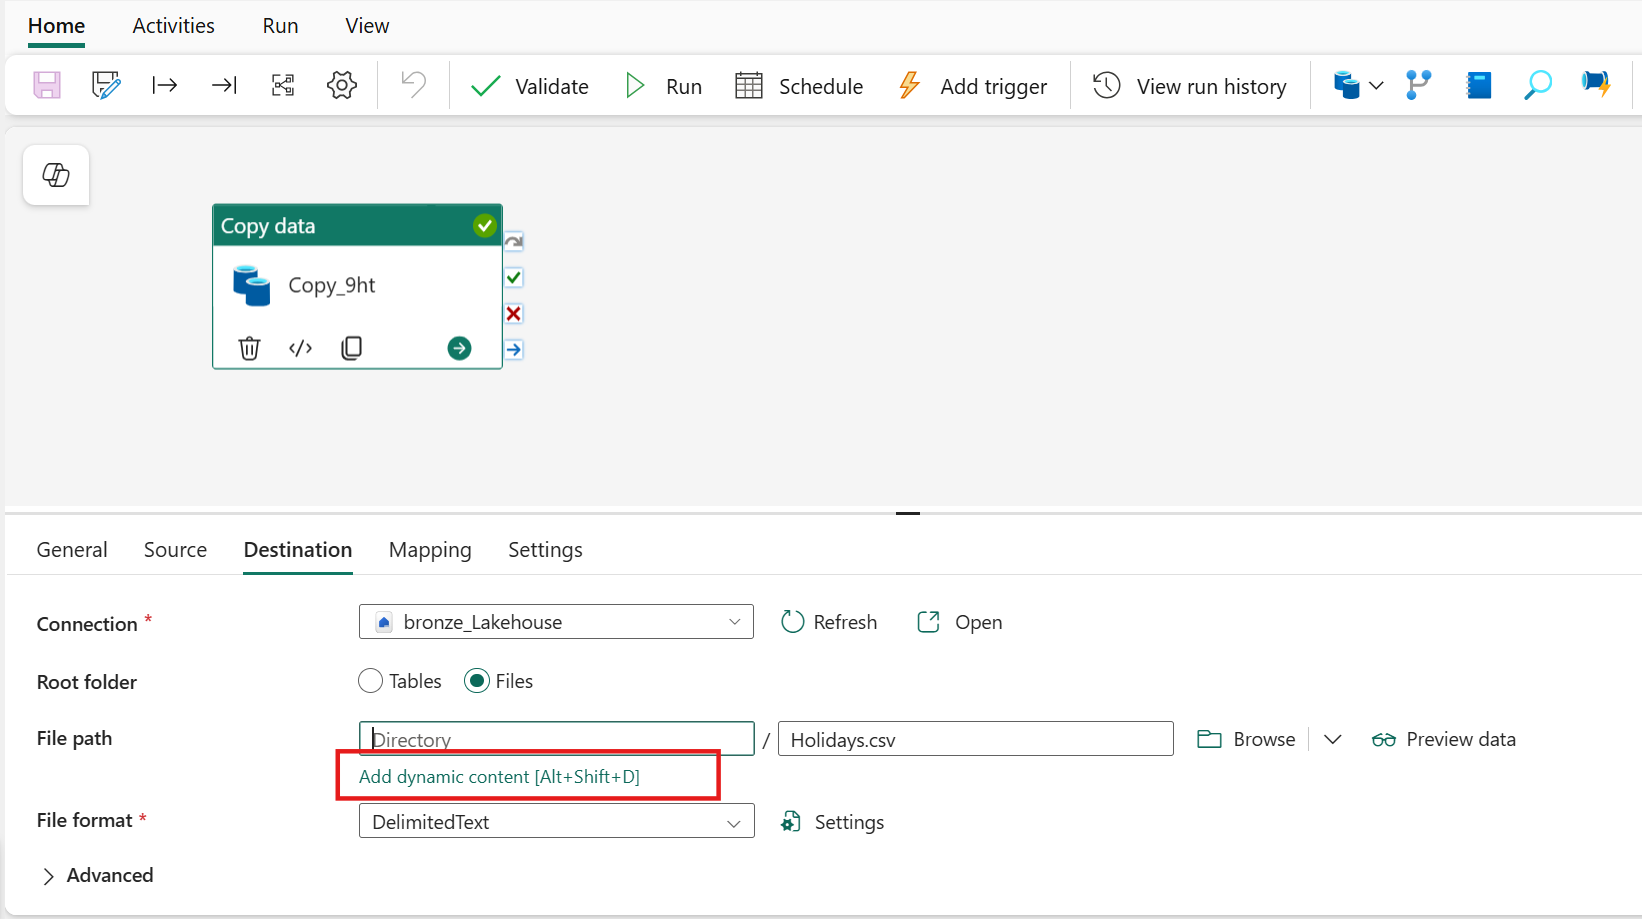 Home Activities Run View
Validate Run Schedule Add trigger View run history
Copy data
Copy_9ht
General Source Destination Mapping Settings
Connection * bronze_Lakehouse Refresh Open
Root folder Tables Files
File path Directory / Holidays.csv Browse Preview data
Add dynamic content [Alt+Shift+D]
File format * DelimitedText Settings
Advanced